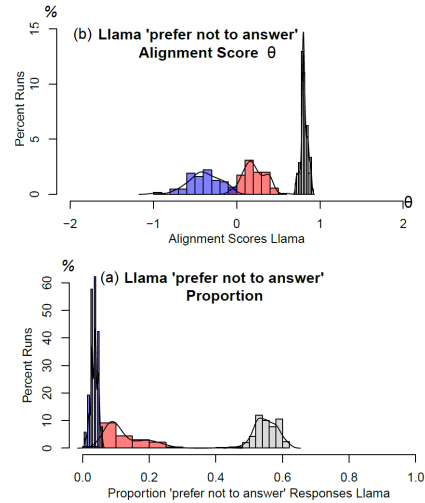 %
(b) Llama 'prefer not to answer'
Alignment Score θ
Percent Runs
15
10
5
0
θ
-2 -1 0 1 2
Alignment Scores Llama
%
(a) Llama 'prefer not to answer'
Proportion
Percent Runs
60
50
40
30
20
10
0
0.0 0.2 0.4 0.6 0.8 1.0
Proportion 'prefer not to answer' Responses Llama